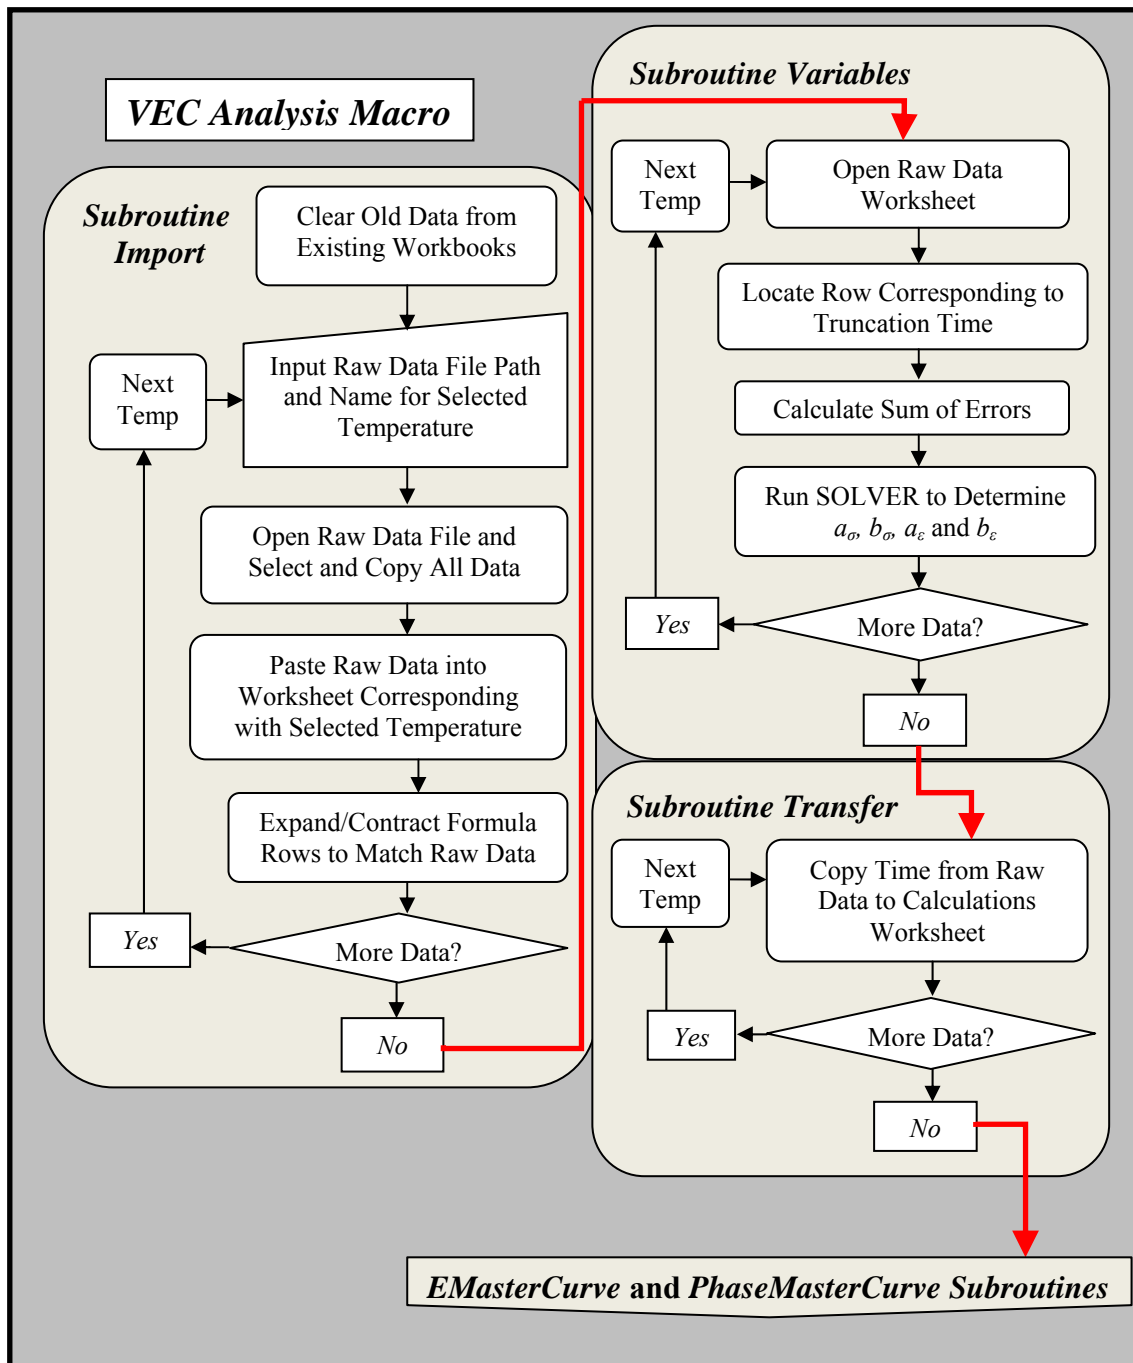 VEC Analysis Macro
Subroutine
Import
Clear Old Data from
Existing Workbooks
Input Raw Data File Path
and Name for Selected
Temperature
Next
Temp
Open Raw Data File and
Select and Copy All Data
Paste Raw Data into
Worksheet Corresponding
with Selected Temperature
Expand/Contract Formula
Rows to Match Raw Data
More Data?
Yes
No
Subroutine Variables
Next
Temp
Open Raw Data
Worksheet
Locate Row Corresponding to
Truncation Time
Calculate Sum of Errors
Run SOLVER to Determine
aσ, bσ, aε and bε
More Data?
Yes
No
Subroutine Transfer
Next
Temp
Copy Time from Raw
Data to Calculations
Worksheet
More Data?
Yes
No
EMasterCurve and PhaseMasterCurve Subroutines